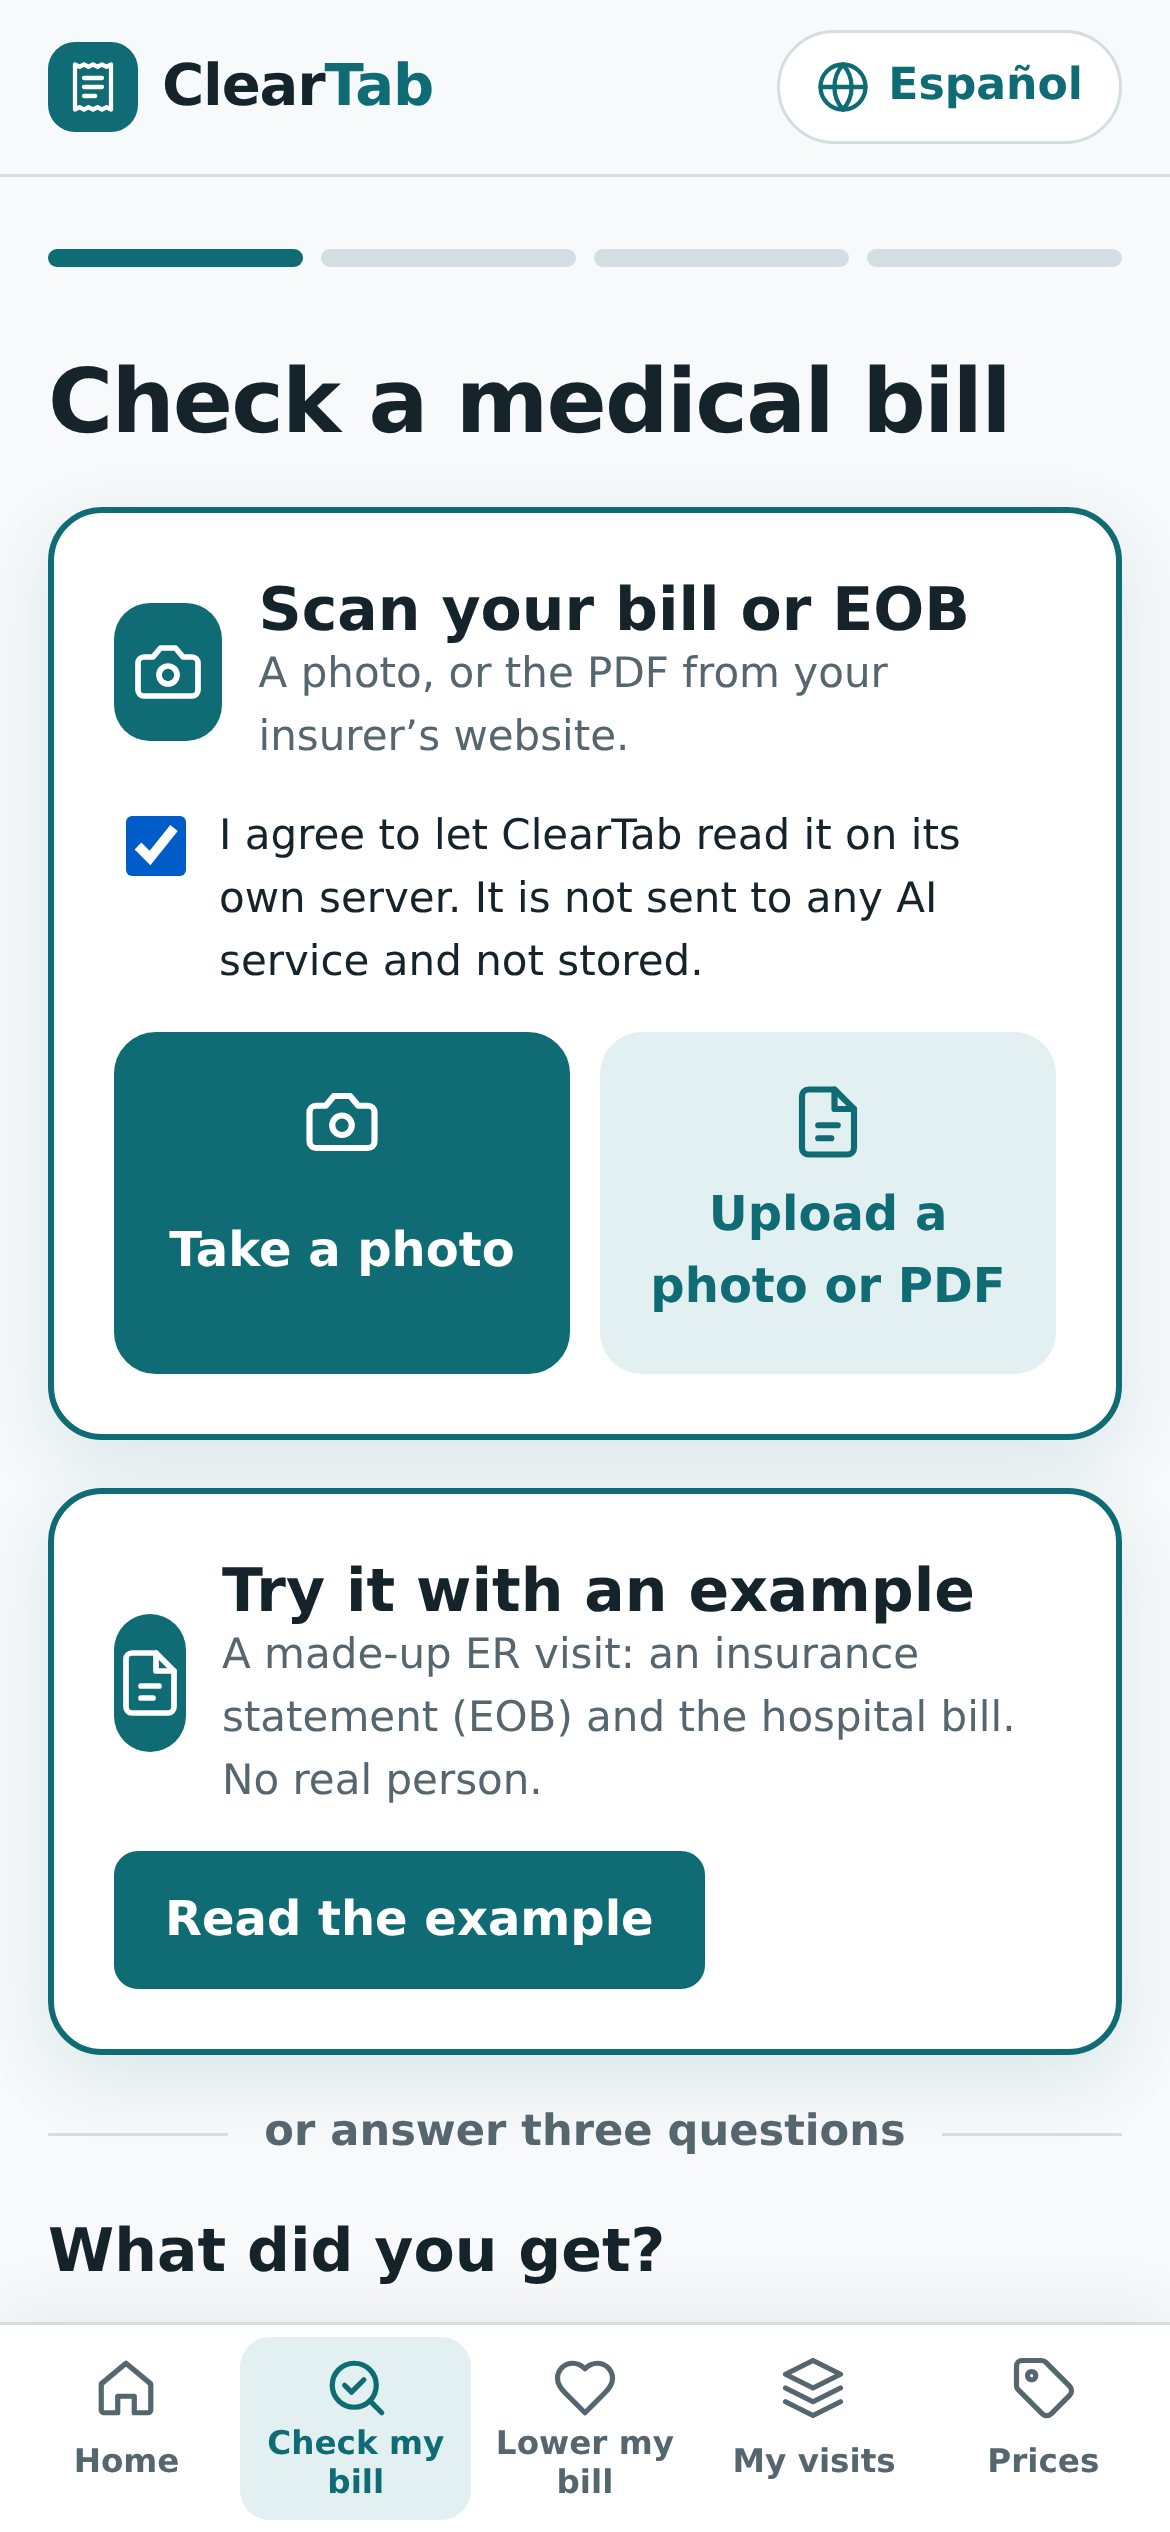 ClearTab
Español
Check a medical bill
Scan your bill or EOB
A photo, or the PDF from your
insurer’s website.
I agree to let ClearTab read it on its
own server. It is not sent to any AI
service and not stored.
Take a photo
Upload a
photo or PDF
Try it with an example
A made-up ER visit: an insurance
statement (EOB) and the hospital bill.
No real person.
Read the example
or answer three questions
What did you get?
Home
Check my
bill
Lower my
bill
My visits
Prices